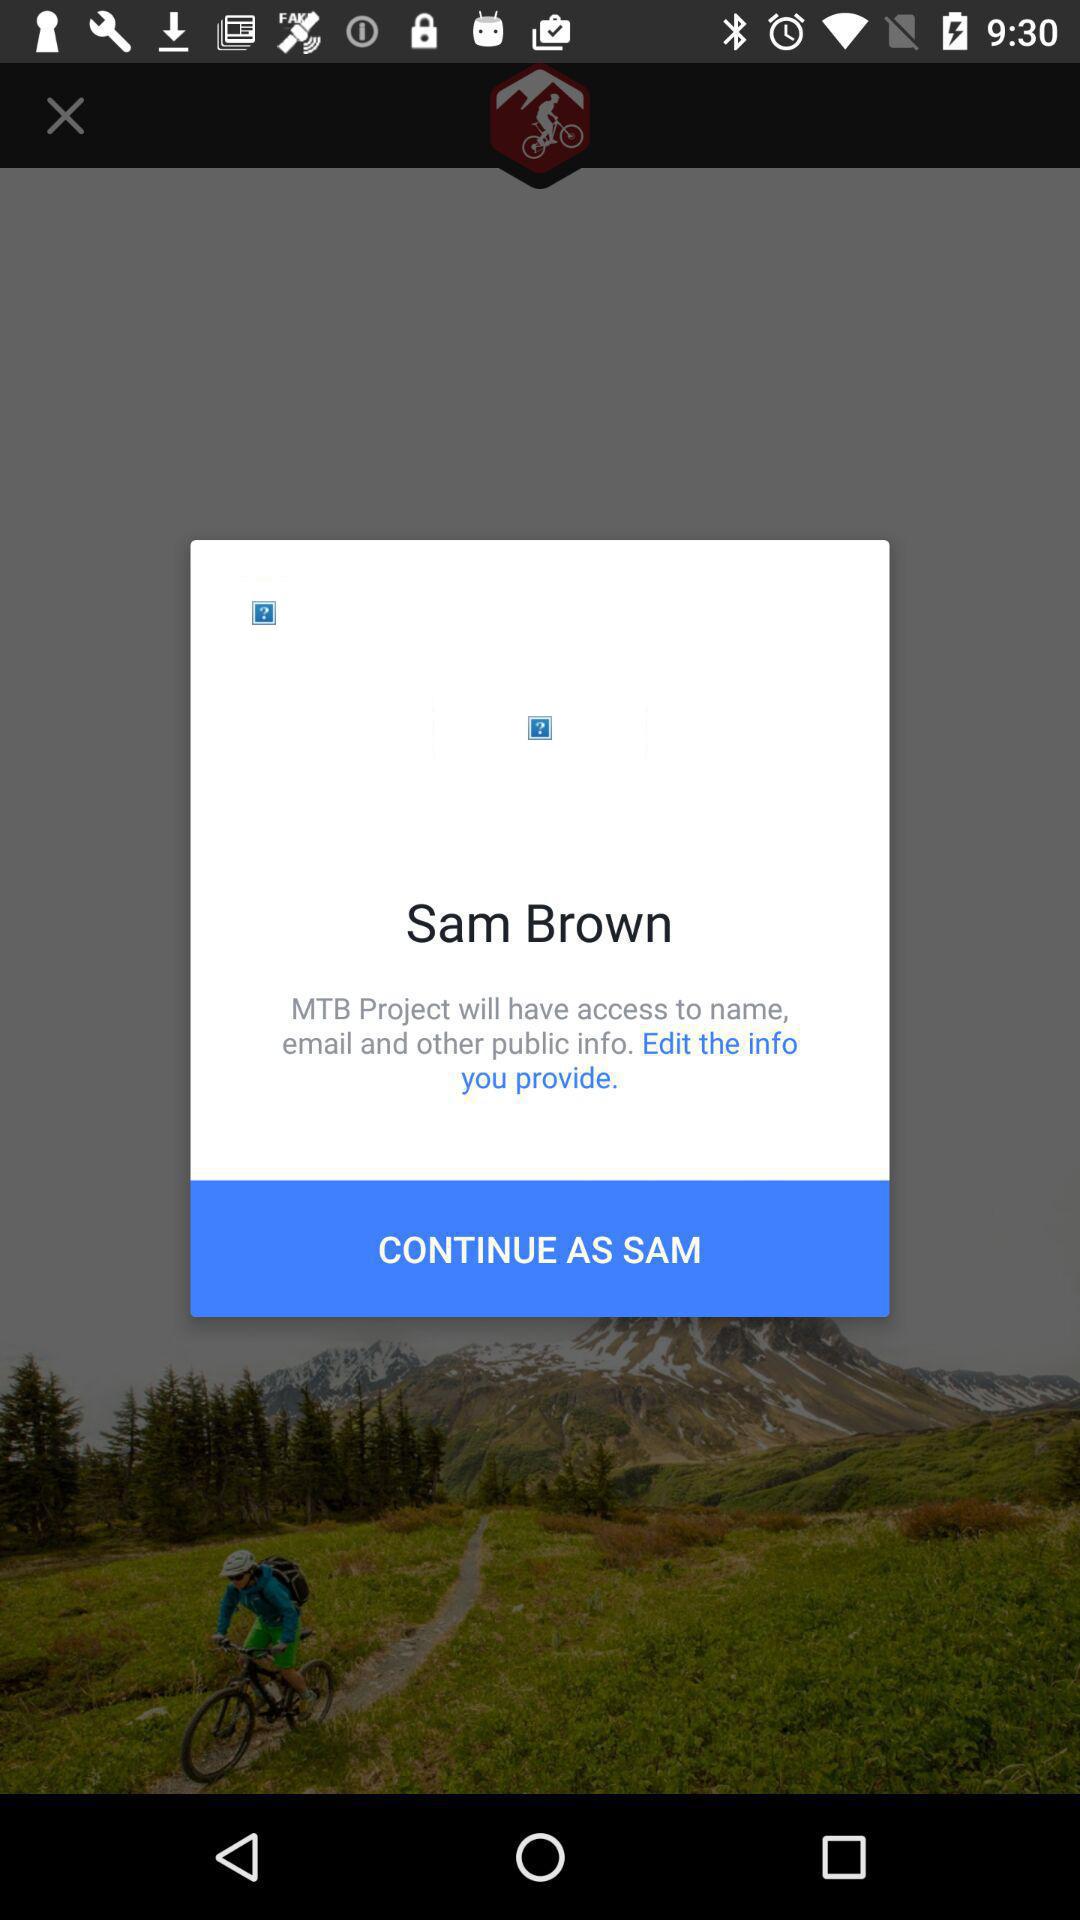 FAKE
9:30
Sam Brown
MTB Project will have access to name,
email and other public info. Edit the info
you provide.
CONTINUE AS SAM